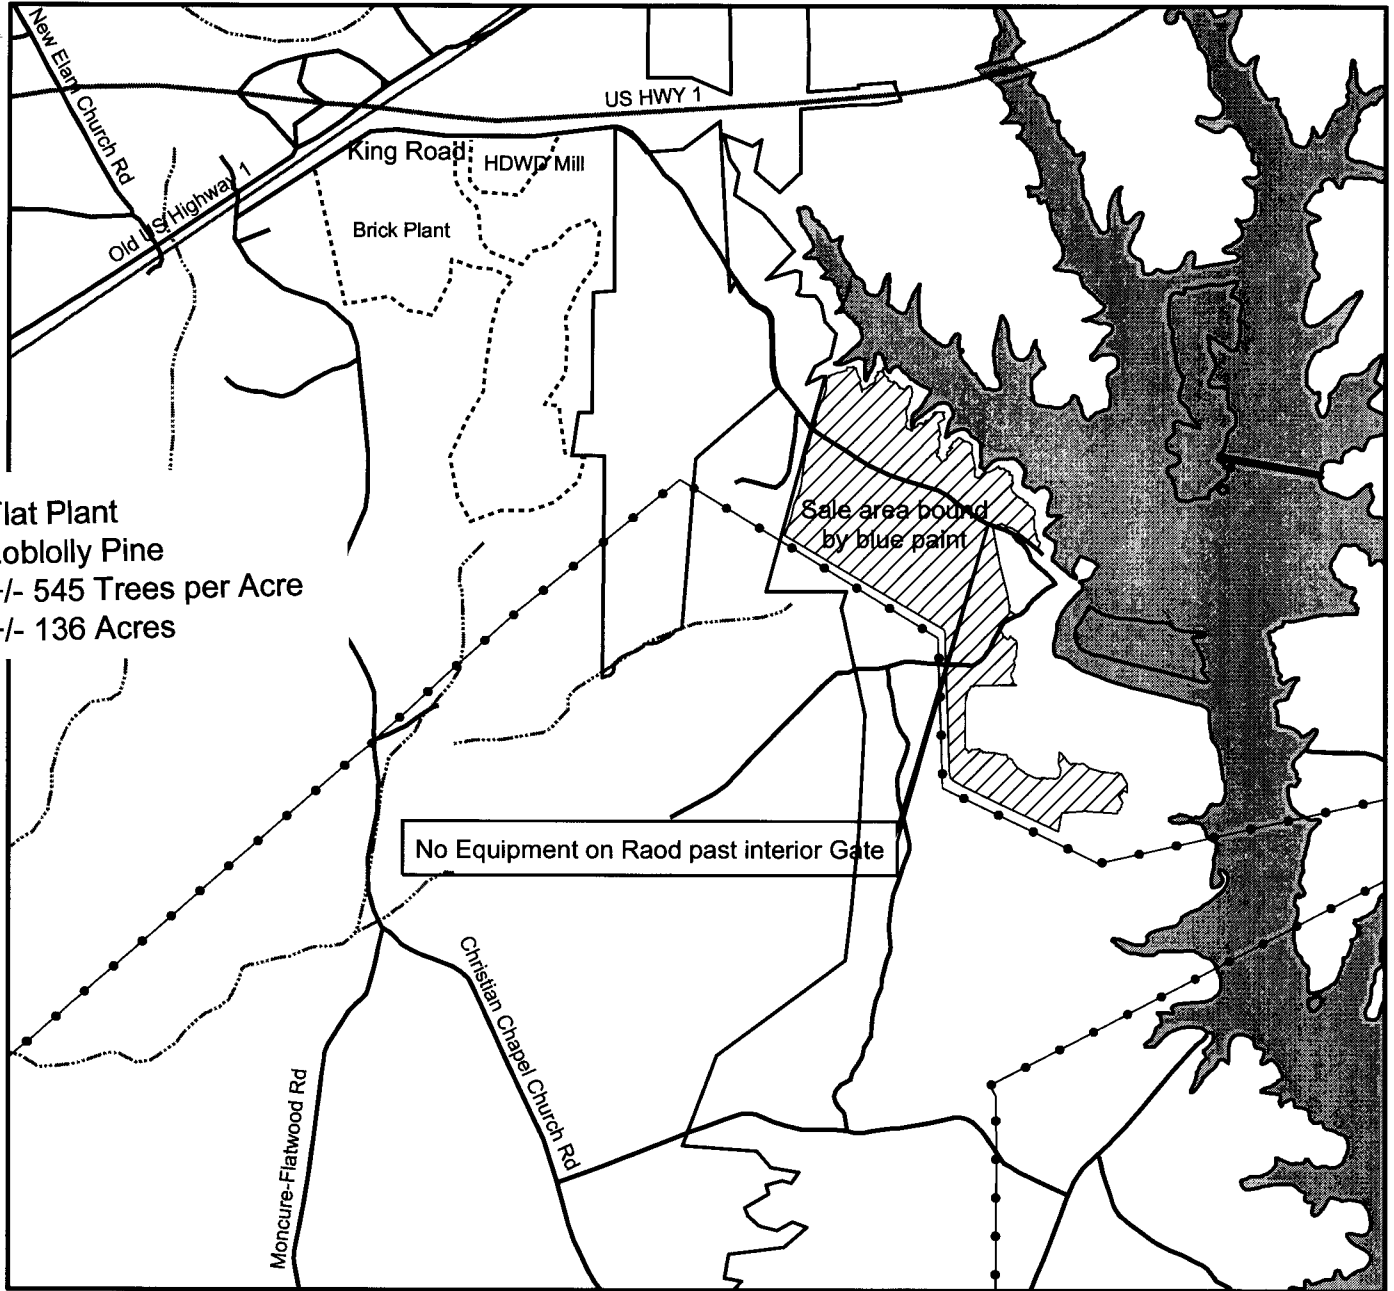 New Elam Church Rd
US HWY 1
King Road
HDWD Mill
Old US Highway 1
Brick Plant
Flat Plant
Loblolly Pine
+/- 545 Trees per Acre
+/- 136 Acres
Sale area bound
by blue paint
No Equipment on Raod past interior Gate
Christian Chapel Church Rd
Moncure-Flatwood Rd